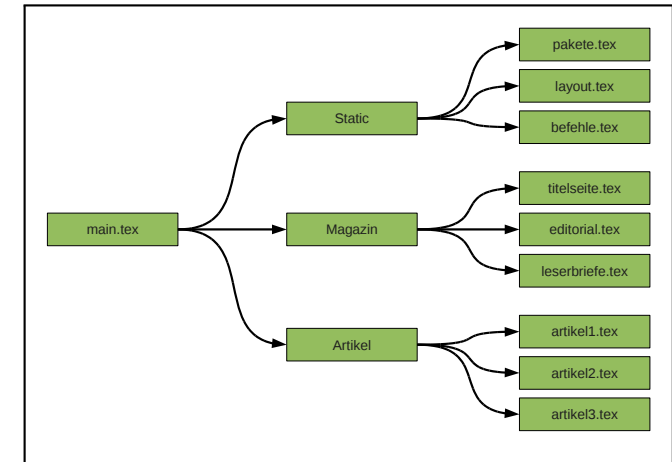 main.tex
Static
pakete.tex
layout.tex
befehle.tex
Magazin
titelseite.tex
editorial.tex
leserbriefe.tex
Artikel
artikel1.tex
artikel2.tex
artikel3.tex